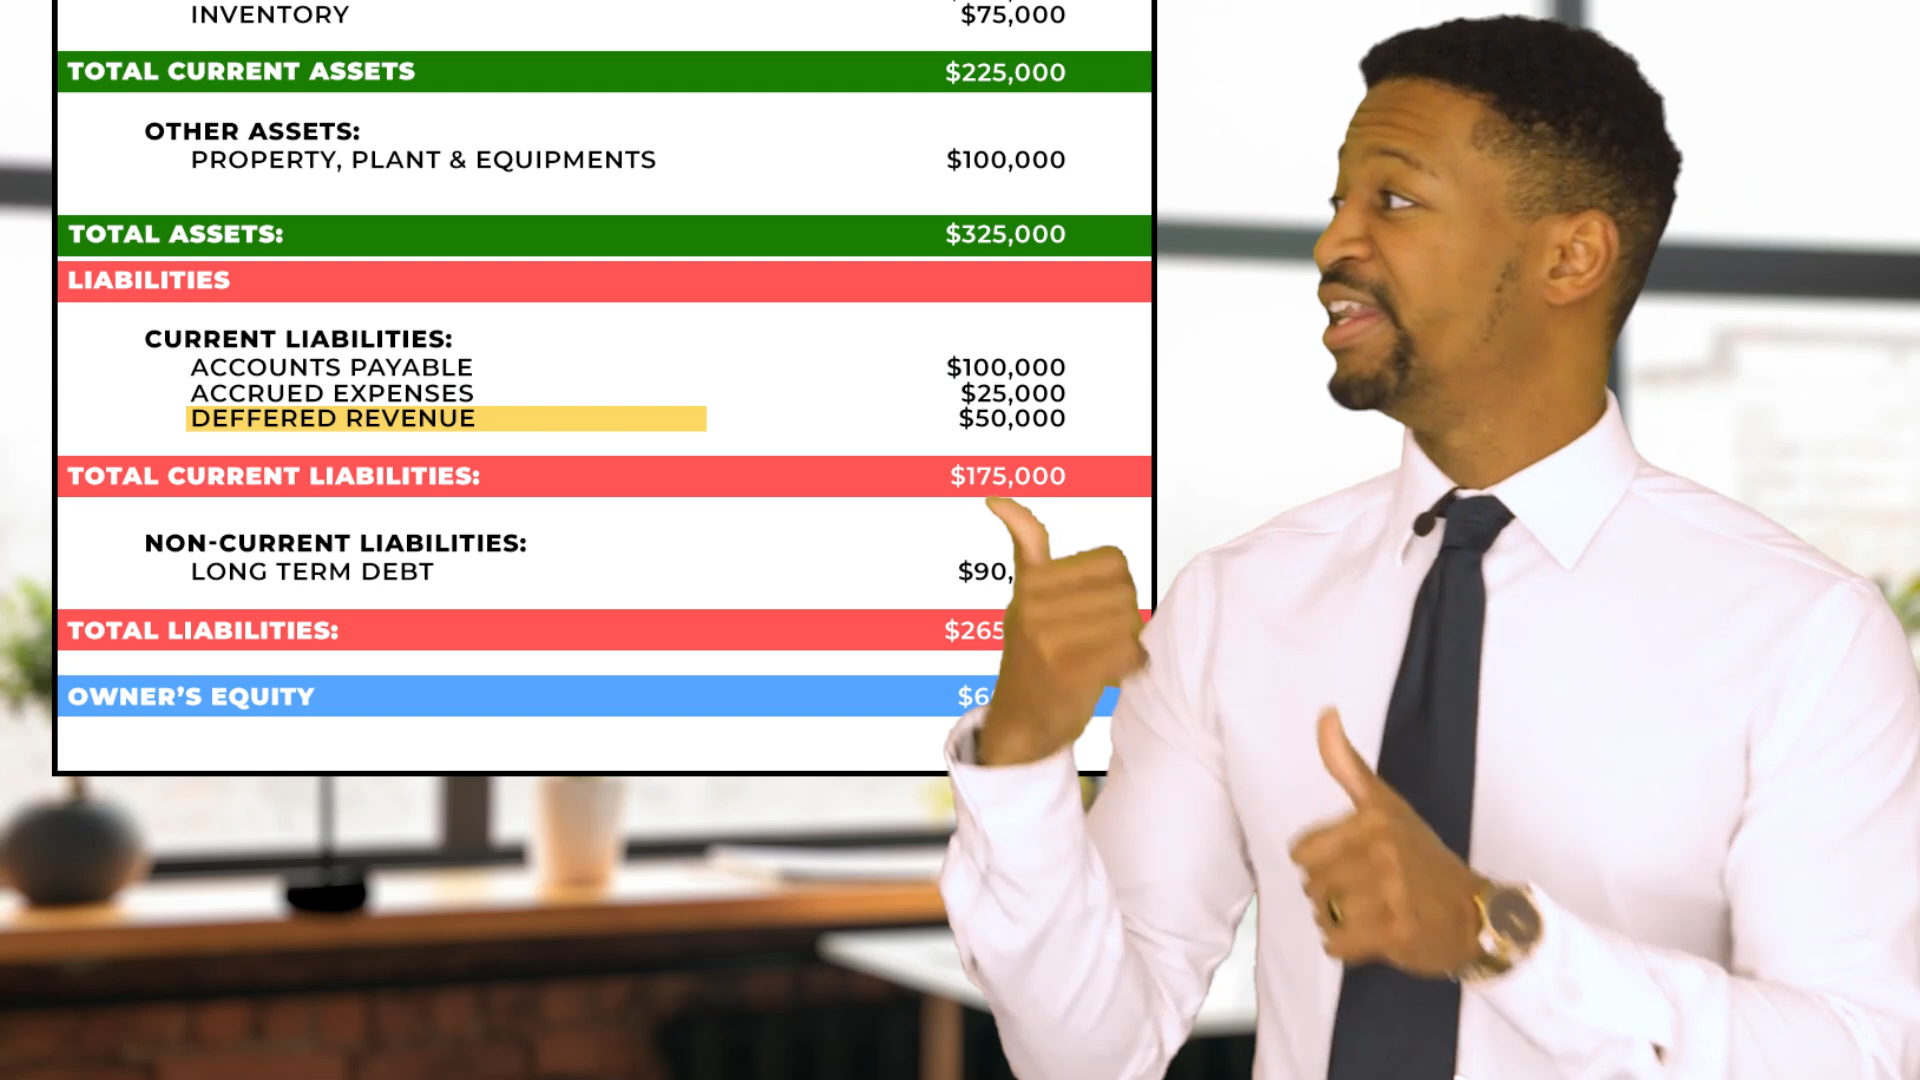 INVENTORY $75,000
TOTAL CURRENT ASSETS $225,000
OTHER ASSETS:
PROPERTY, PLANT & EQUIPMENTS $100,000
TOTAL ASSETS: $325,000
LIABILITIES
CURRENT LIABILITIES:
ACCOUNTS PAYABLE $100,000
ACCRUED EXPENSES $25,000
DEFFERED REVENUE $50,000
TOTAL CURRENT LIABILITIES: $175,000
NON-CURRENT LIABILITIES:
LONG TERM DEBT $90,
TOTAL LIABILITIES: $265
OWNER'S EQUITY